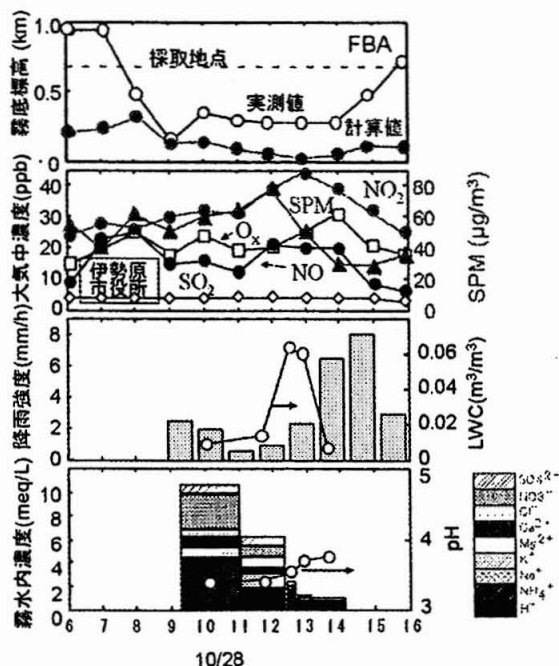 霧底標高 (km)
1.0
0.5
0
FBA
採取地点
実測値
計算値
大気中濃度(ppb)
40
30
20
10
0
NO2
SPM
Ox
伊勢原
市役所
SO2
NO
80
60
40
20
0
SPM (μg/m3)
降雨強度(mm/h)
8
6
4
2
0
0.06
0.04
0.02
0
LWC(m3/m3)
霧水内濃度(meq/L)
10
8
6
4
2
0
5
4
3
pH
SO42-
NO3-
Cl-
Ca2+
Mg2+
K+
Na+
NH4+
H+
6 7 8 9 10 11 12 13 14 15 16
10/28